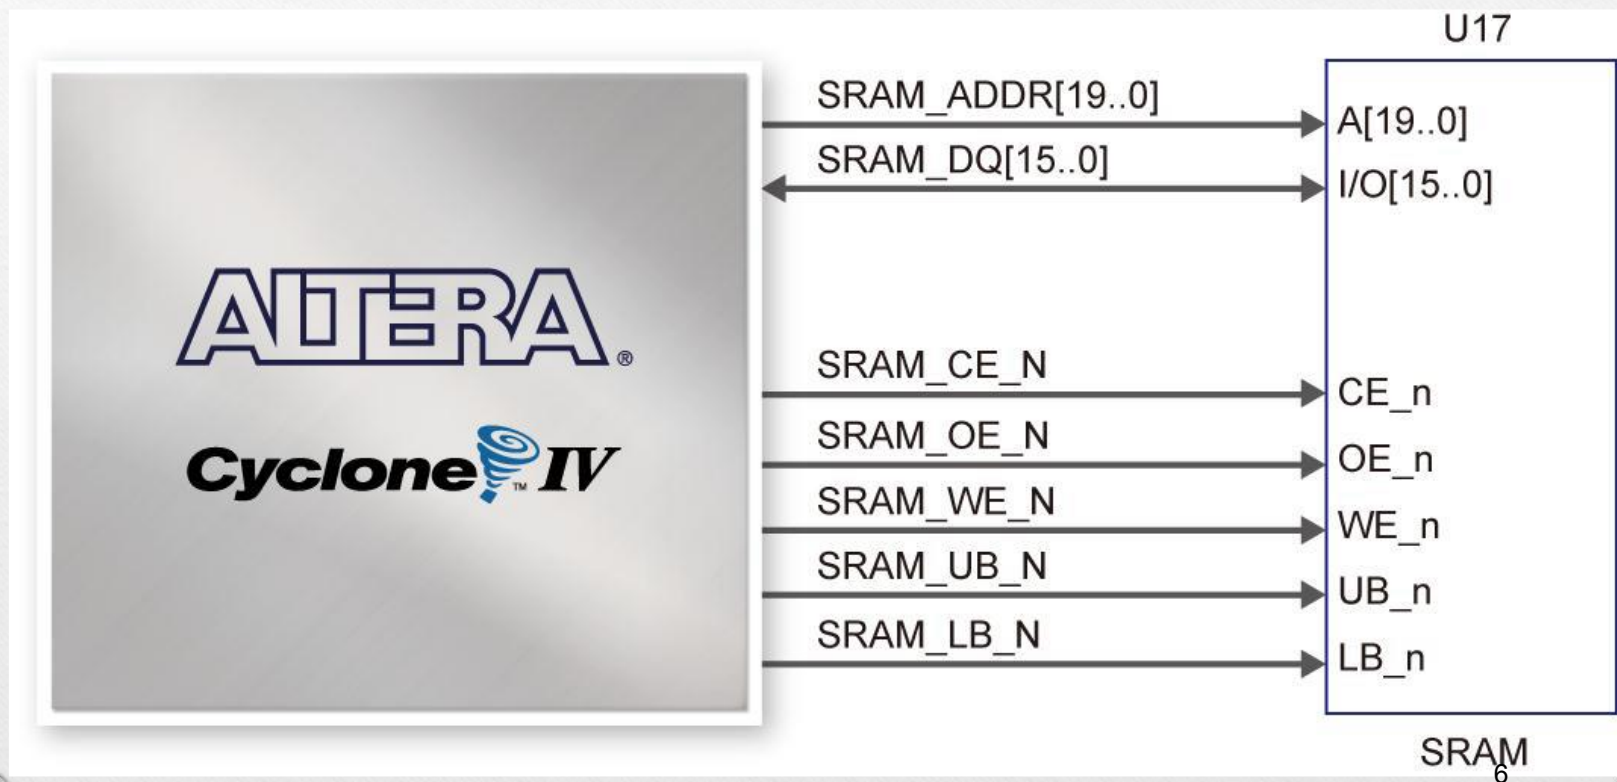 U17
SRAM_ADDR[19..0]
A[19..0]
SRAM_DQ[15..0]
I/O[15..0]
ALTERA®
SRAM_CE_N
CE_n
Cyclone™ IV
SRAM_OE_N
OE_n
SRAM_WE_N
WE_n
SRAM_UB_N
UB_n
SRAM_LB_N
LB_n
SRAM
6